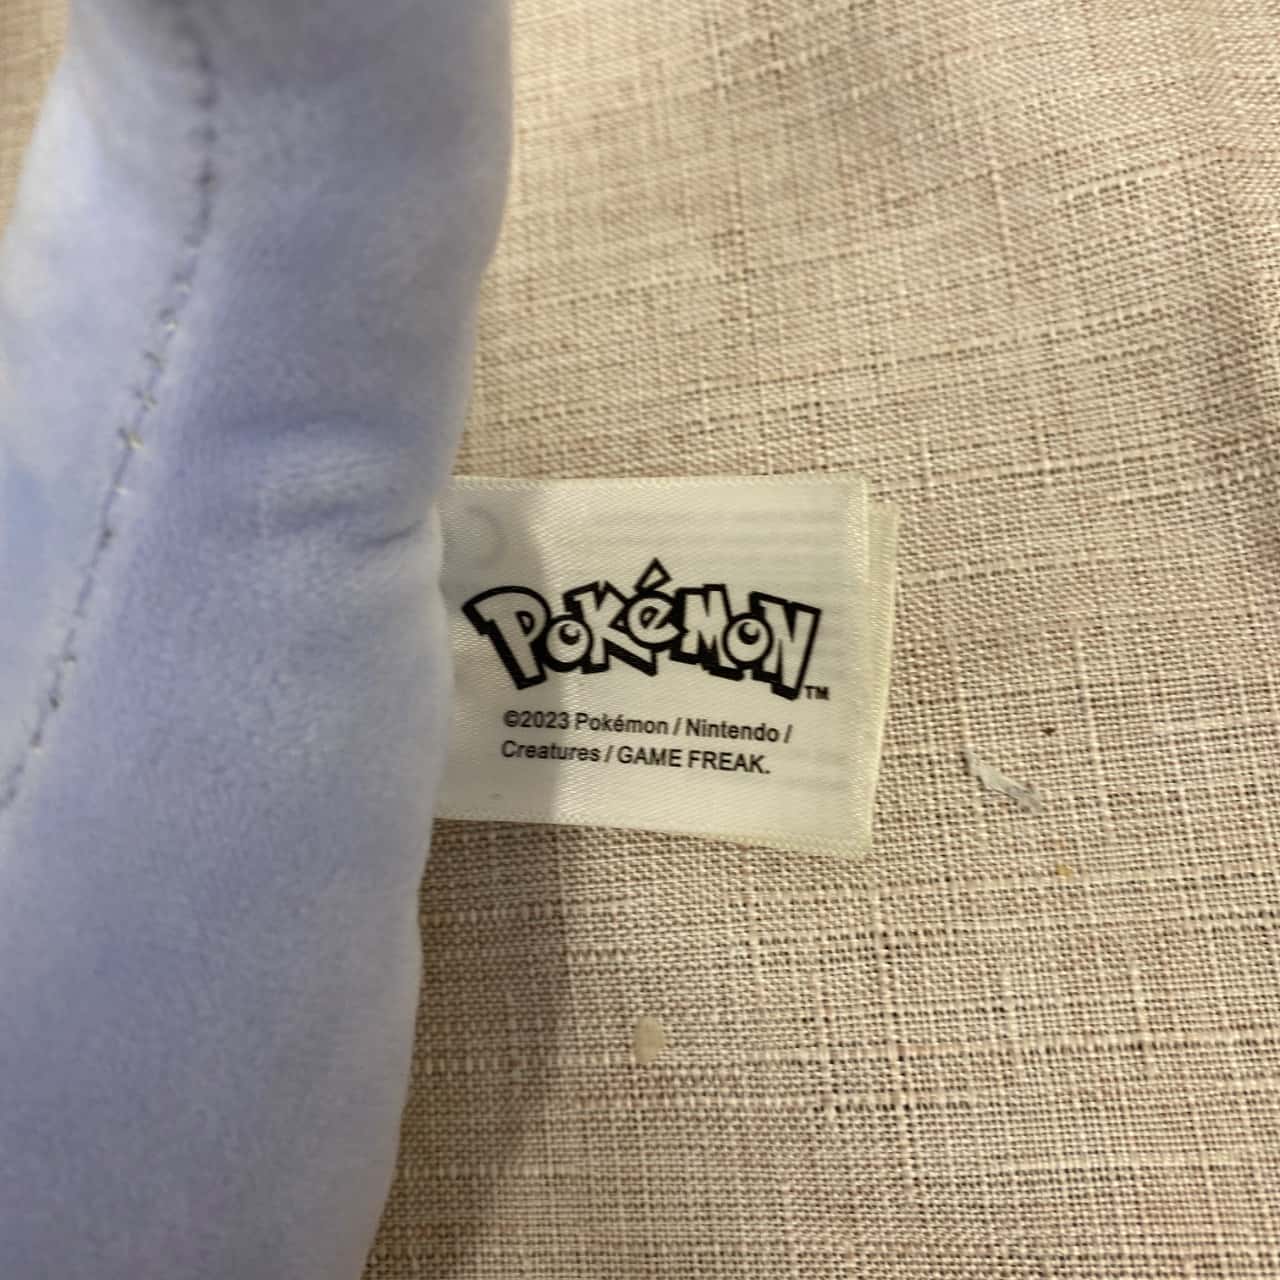 POKéMON™
©2023 Pokémon / Nintendo /
Creatures / GAME FREAK.